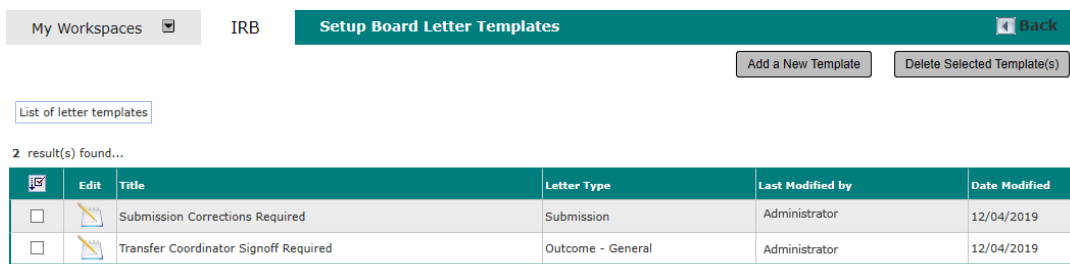 My Workspaces IRB Setup Board Letter Templates Back
Add a New Template Delete Selected Template(s)
List of letter templates
2 result(s) found...
Edit Title Letter Type Last Modified by Date Modified
Submission Corrections Required Submission Administrator 12/04/2019
Transfer Coordinator Signoff Required Outcome - General Administrator 12/04/2019